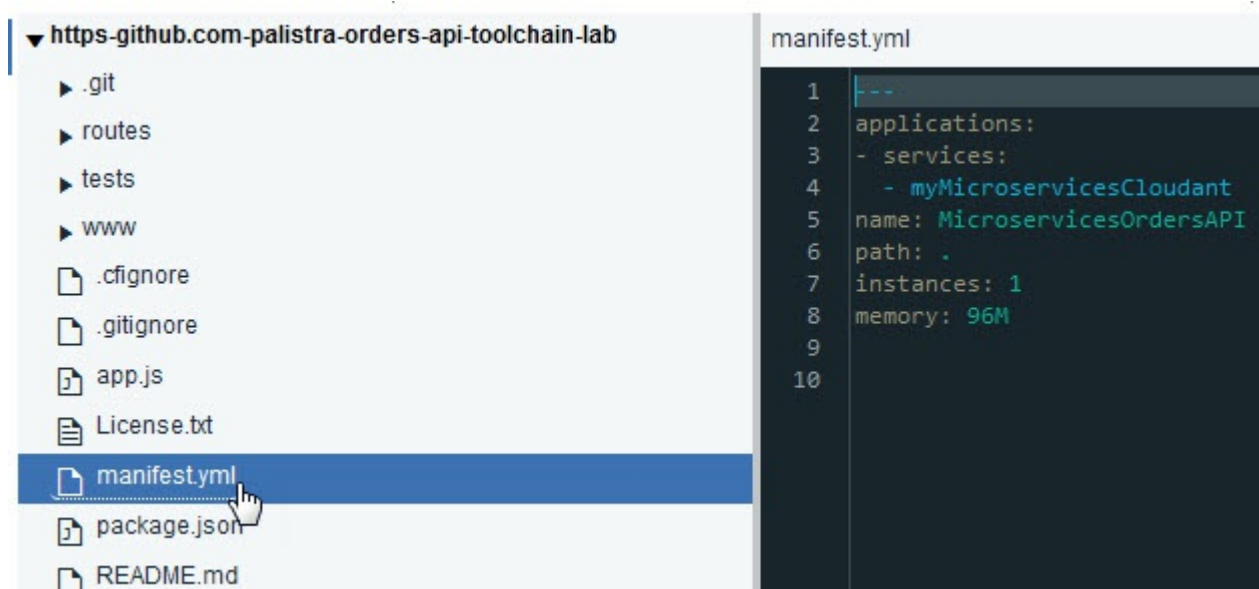 https-github.com-palistra-orders-api-toolchain-lab
.git
routes
tests
www
.cfignore
.gitignore
app.js
License.txt
manifest.yml
package.json
README.md
manifest.yml
1 ---
2 applications:
3 - services:
4   - myMicroservicesCloudant
5 name: MicroservicesOrdersAPI
6 path: .
7 instances: 1
8 memory: 96M
9
10